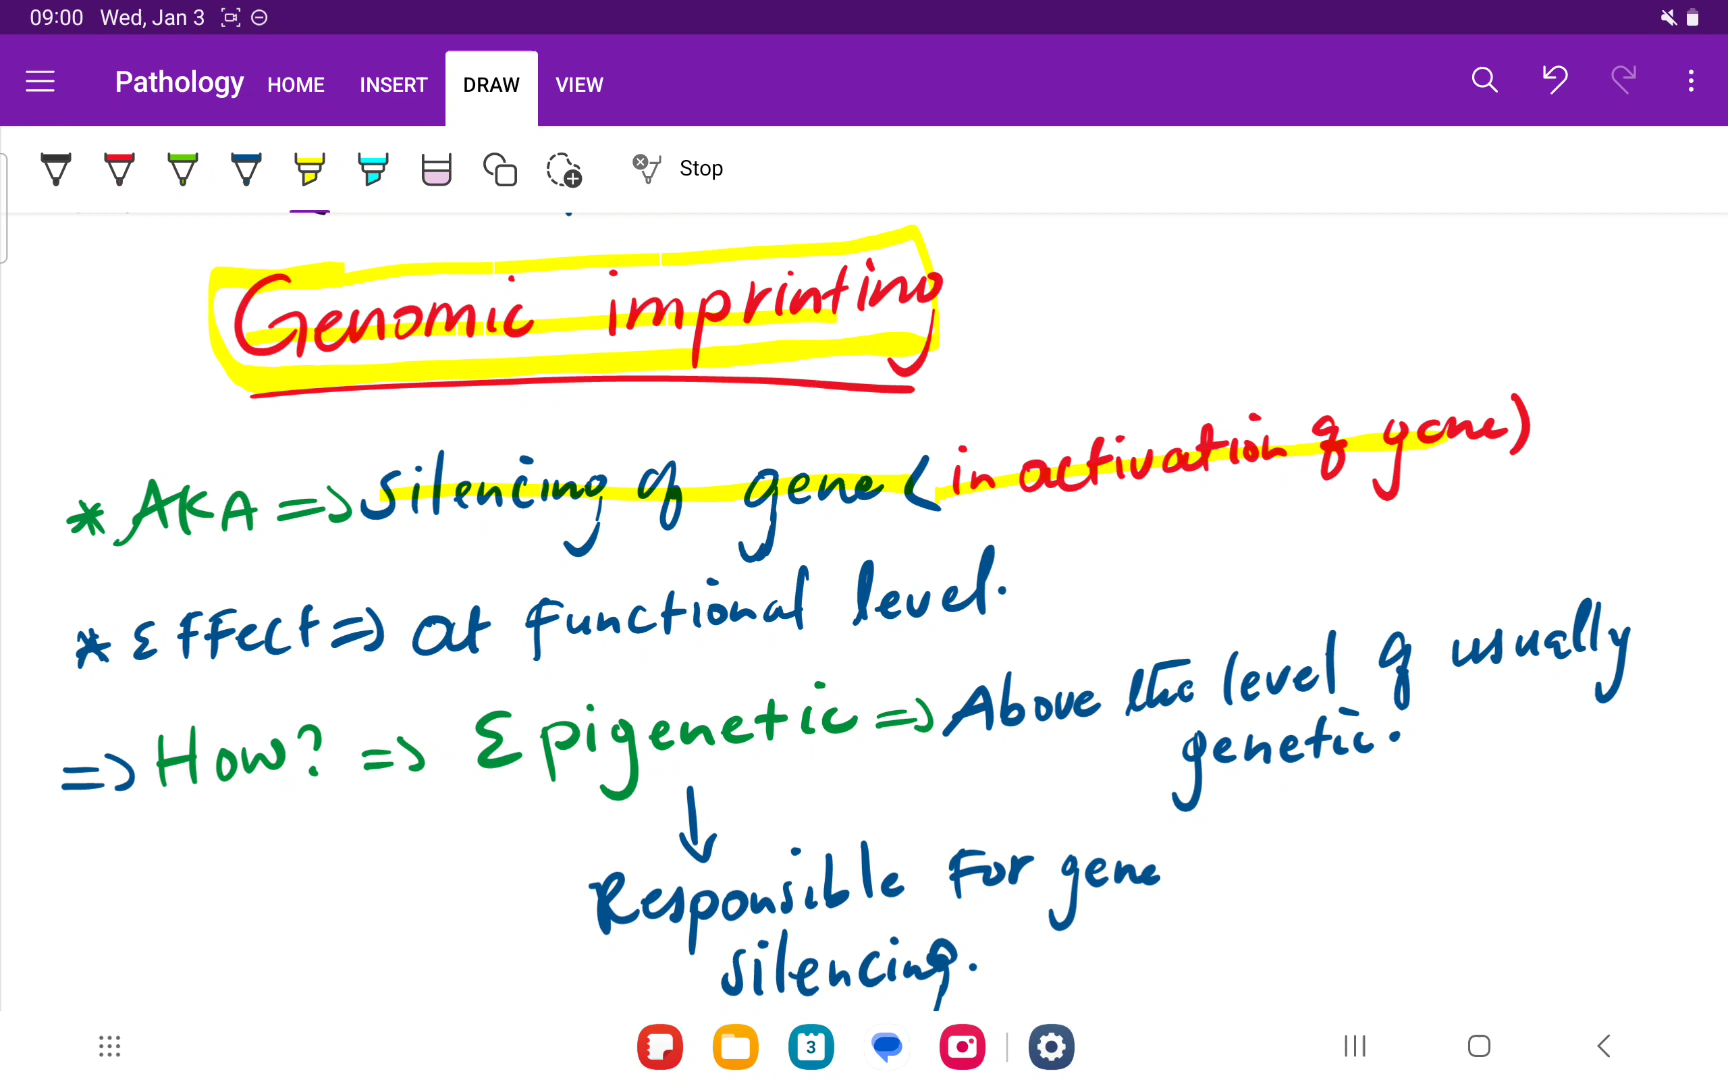 09:00 Wed, Jan 3
Pathology HOME INSERT DRAW VIEW
Stop
Genomic imprinting
* AKA => silencing of gene (inactivation of gene)
* Effect => at functional level.
=> How? => Epigenetic => Above the level of usually
genetic.
↓
Responsible for gene
silencing.
3